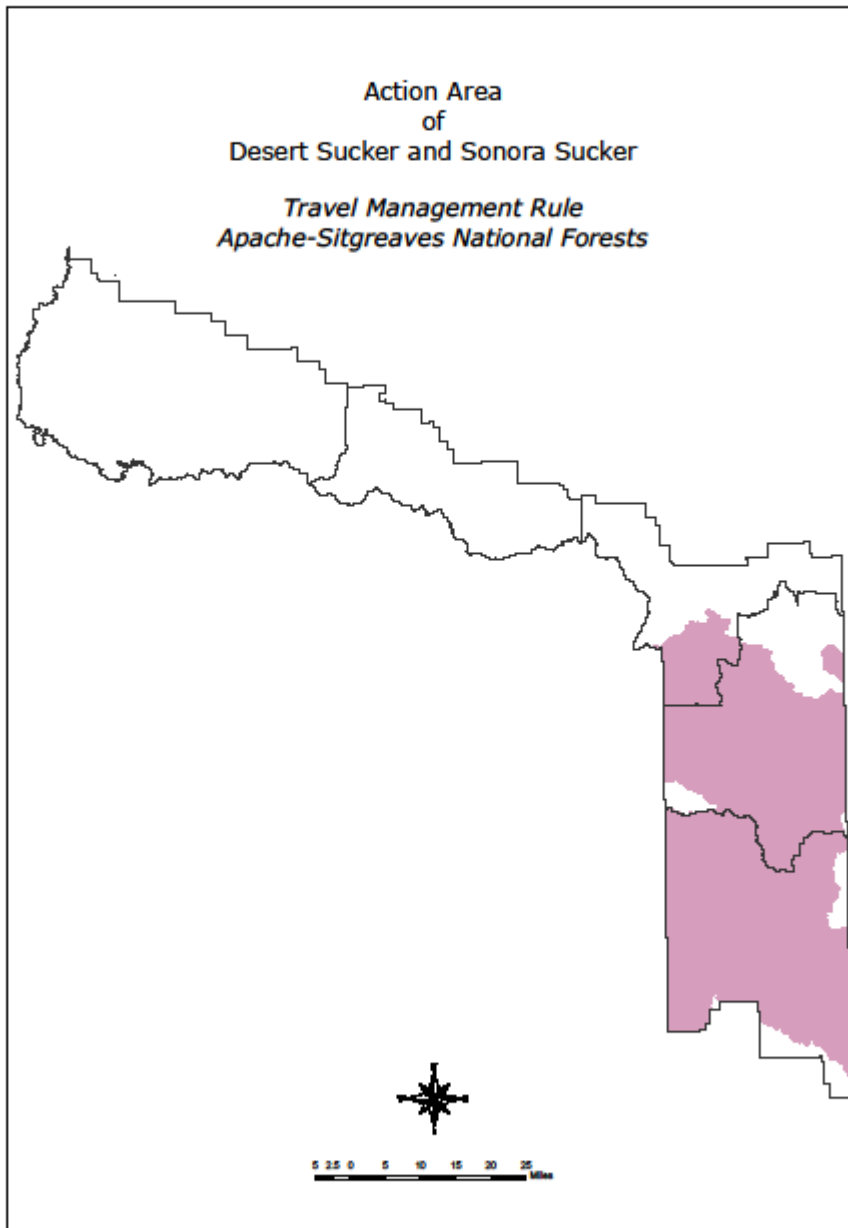 Action Area
of
Desert Sucker and Sonora Sucker
Travel Management Rule
Apache-Sitgreaves National Forests
5 2.5 0 5 10 15 20 25
Miles